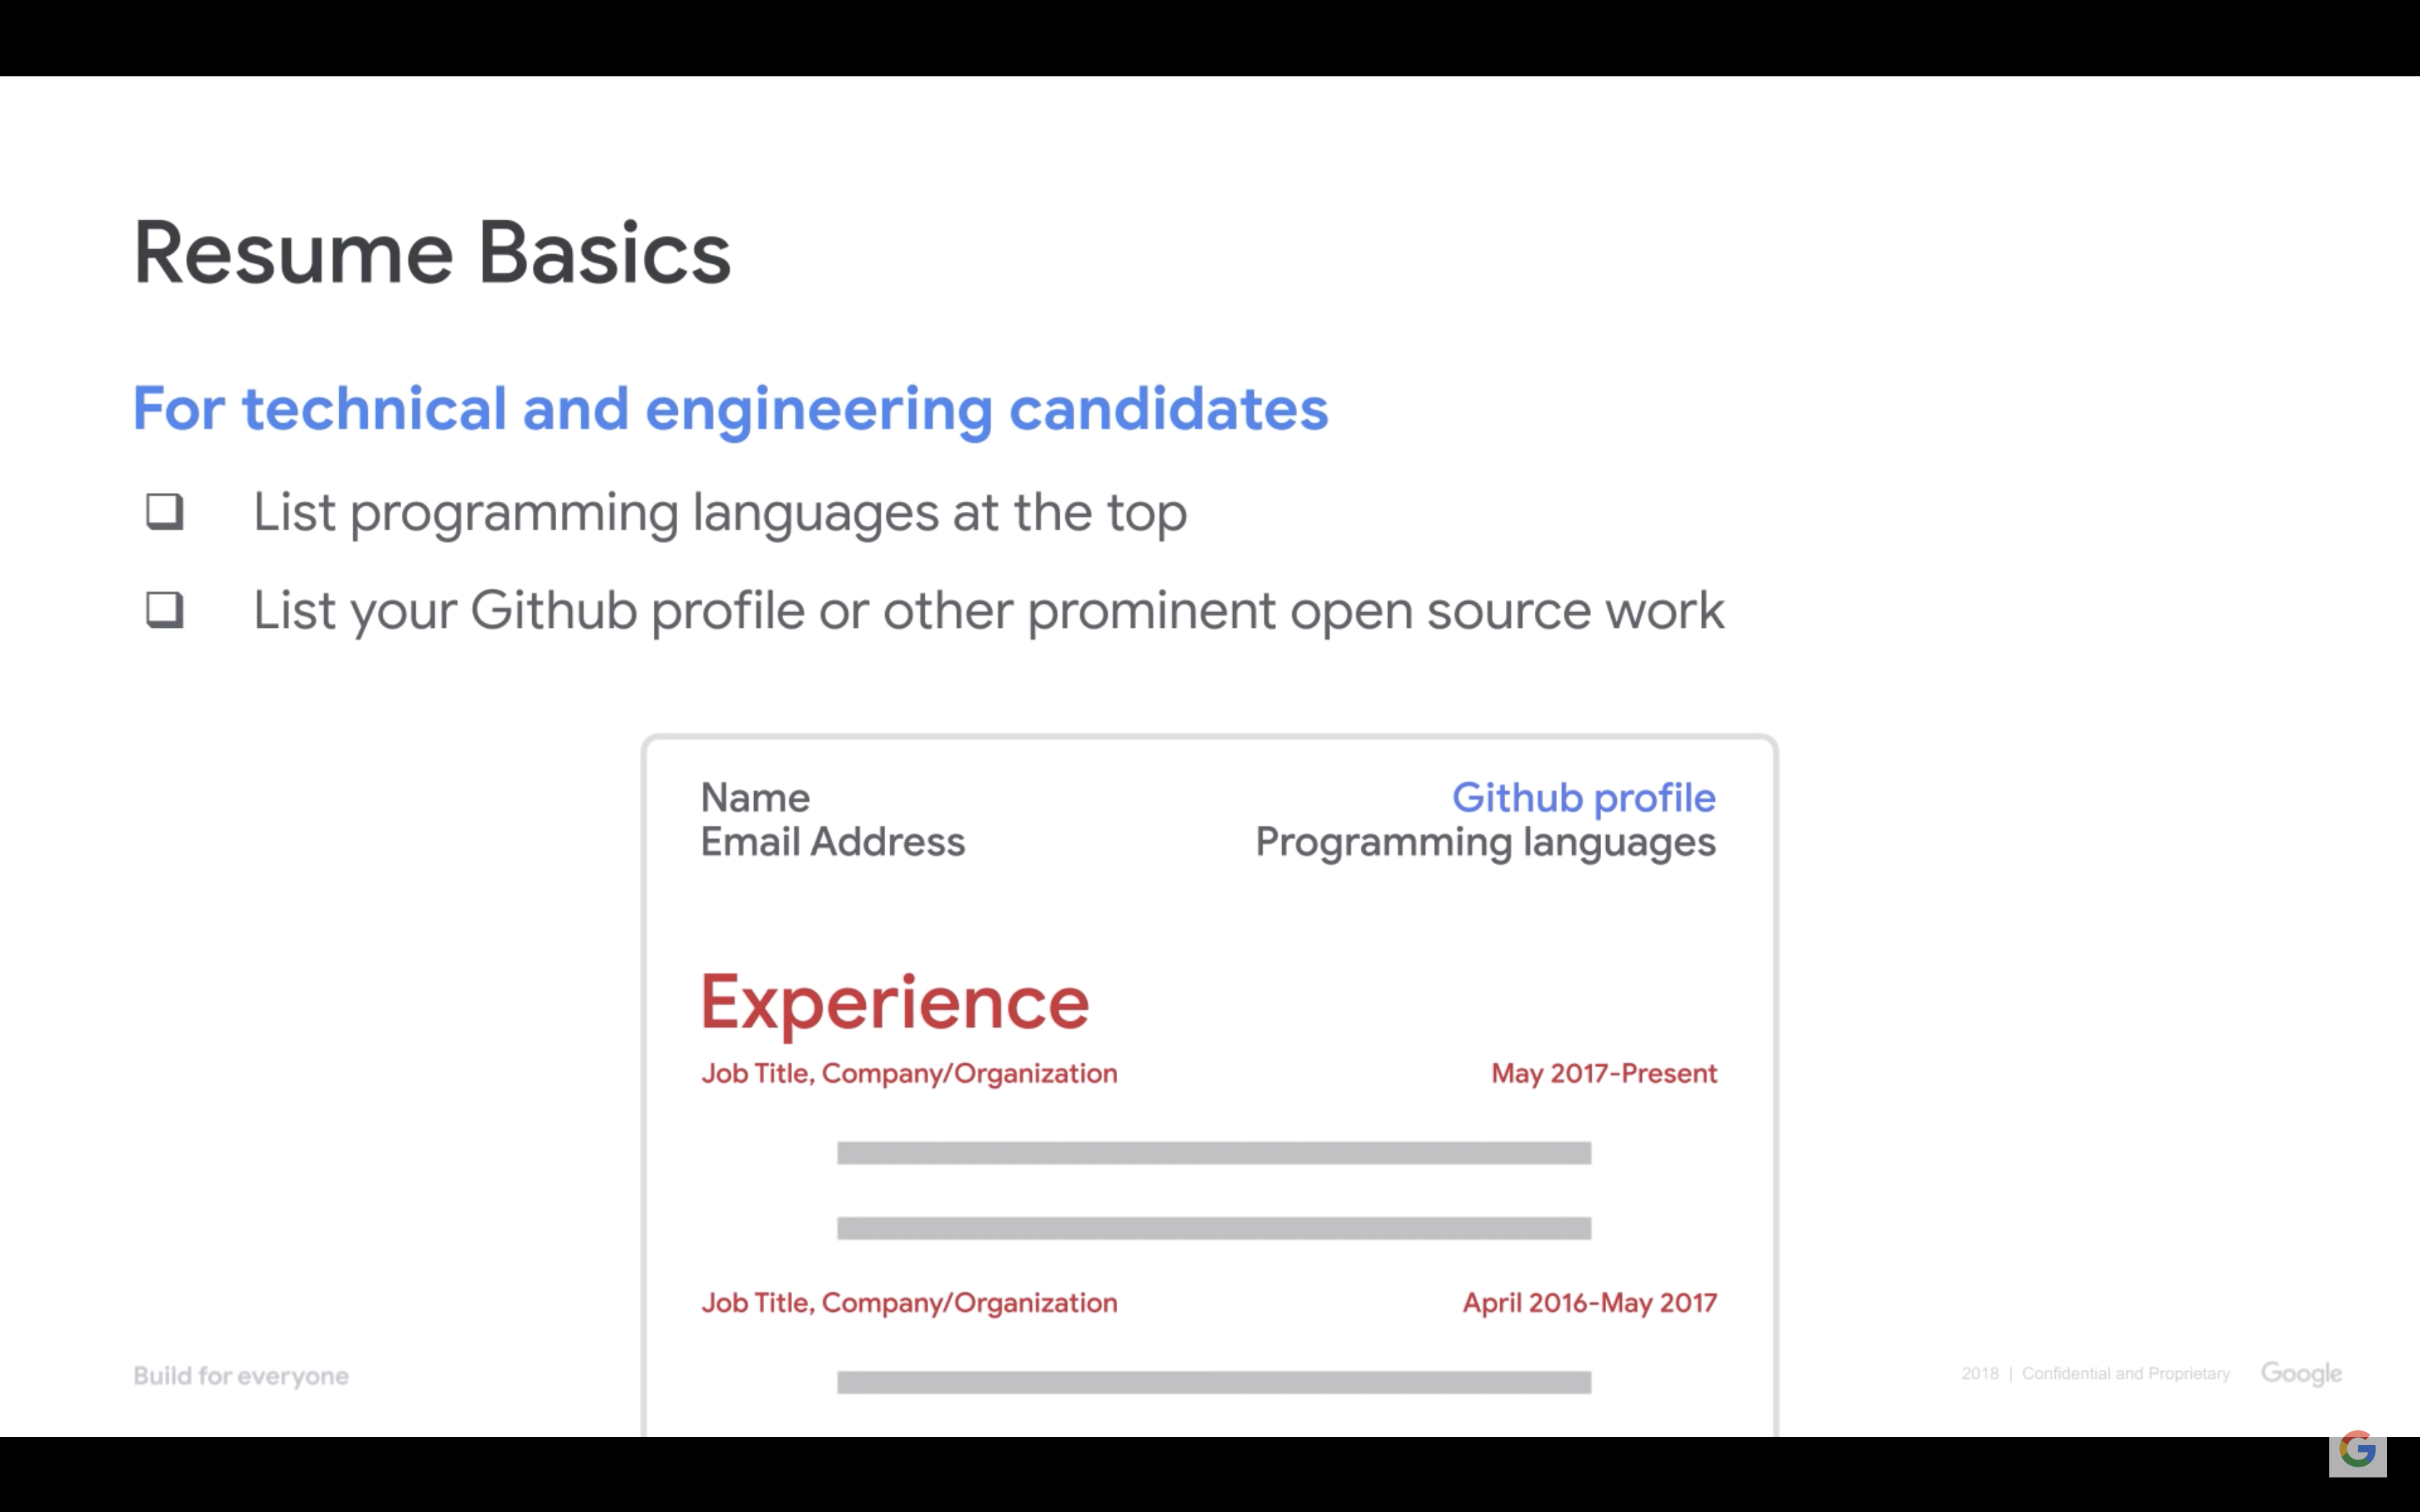 Resume Basics
For technical and engineering candidates
List programming languages at the top
List your Github profile or other prominent open source work
Name
Github profile
Email Address
Programming languages
Experience
Job Title, Company/Organization
May 2017-Present
Job Title, Company/Organization
April 2016-May 2017
Build for everyone
2018 | Confidential and Proprietary
Google
G